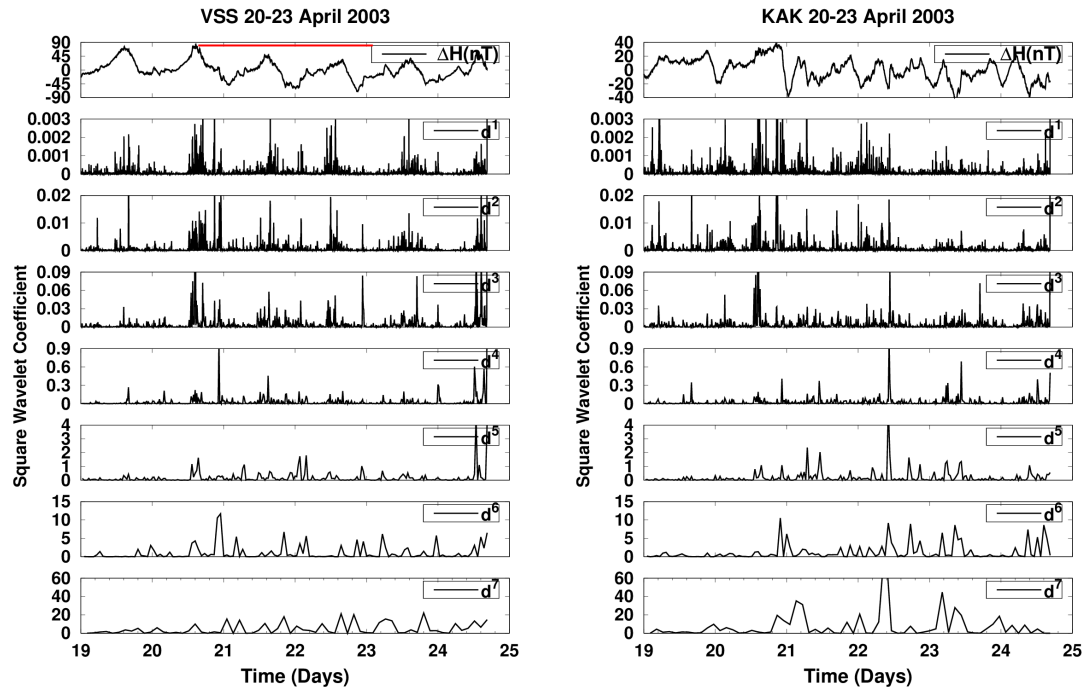 VSS 20-23 April 2003
90
45
0
-45
-90
ΔH(nT)
0.003
0.002
0.001
0
d1
0.02
0.01
0
d2
0.09
0.06
0.03
0
d3
0.9
0.6
0.3
0
d4
4
2
1
0
d5
15
10
5
0
d6
60
40
20
0
d7
19 20 21 22 23 24 25
Time (Days)
Square Wavelet Coefficient
KAK 20-23 April 2003
40
20
0
-20
-40
ΔH(nT)
0.003
0.002
0.001
0
d1
0.02
0.01
0
d2
0.09
0.06
0.03
0
d3
0.9
0.6
0.3
0
d4
4
2
1
0
d5
15
10
5
0
d6
60
40
20
0
d7
19 20 21 22 23 24 25
Time (Days)
Square Wavelet Coefficient